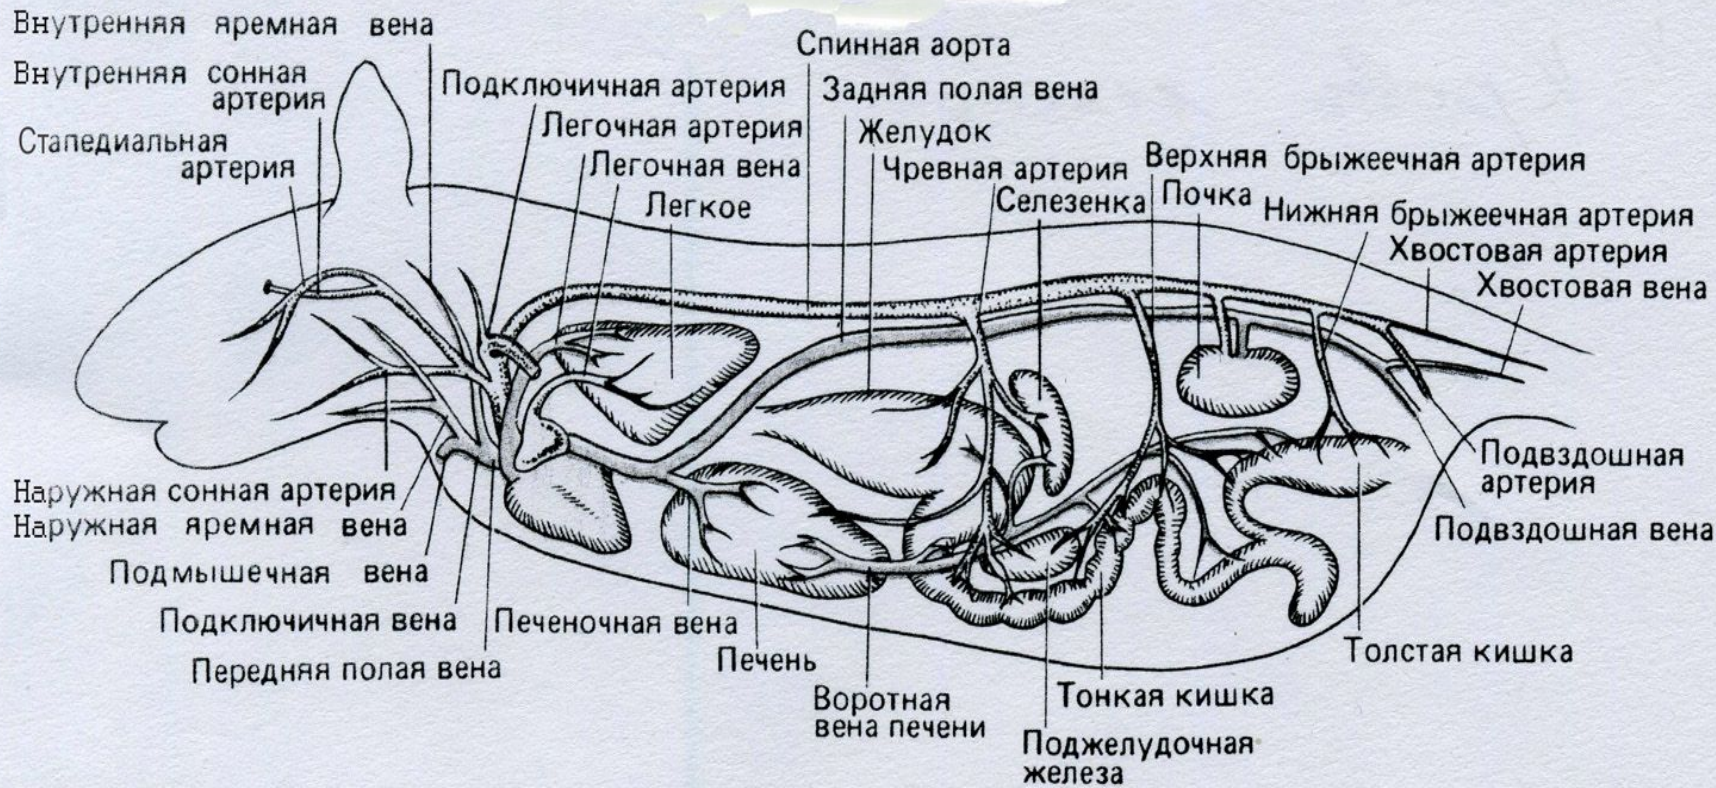 Внутренняя яремная вена
Внутренняя сонная
артерия
Стапедиальная
артерия
Подключичная артерия
Легочная артерия
Легочная вена
Легкое
Спинная аорта
Задняя полая вена
Желудок
Чревная артерия
Селезенка
Верхняя брыжеечная артерия
Почка
Нижняя брыжеечная артерия
Хвостовая артерия
Хвостовая вена
Наружная сонная артерия
Наружная яремная вена
Подмышечная вена
Подключичная вена
Передняя полая вена
Печеночная вена
Печень
Воротная
вена печени
Поджелудочная
железа
Тонкая кишка
Толстая кишка
Подвздошная
артерия
Подвздошная вена